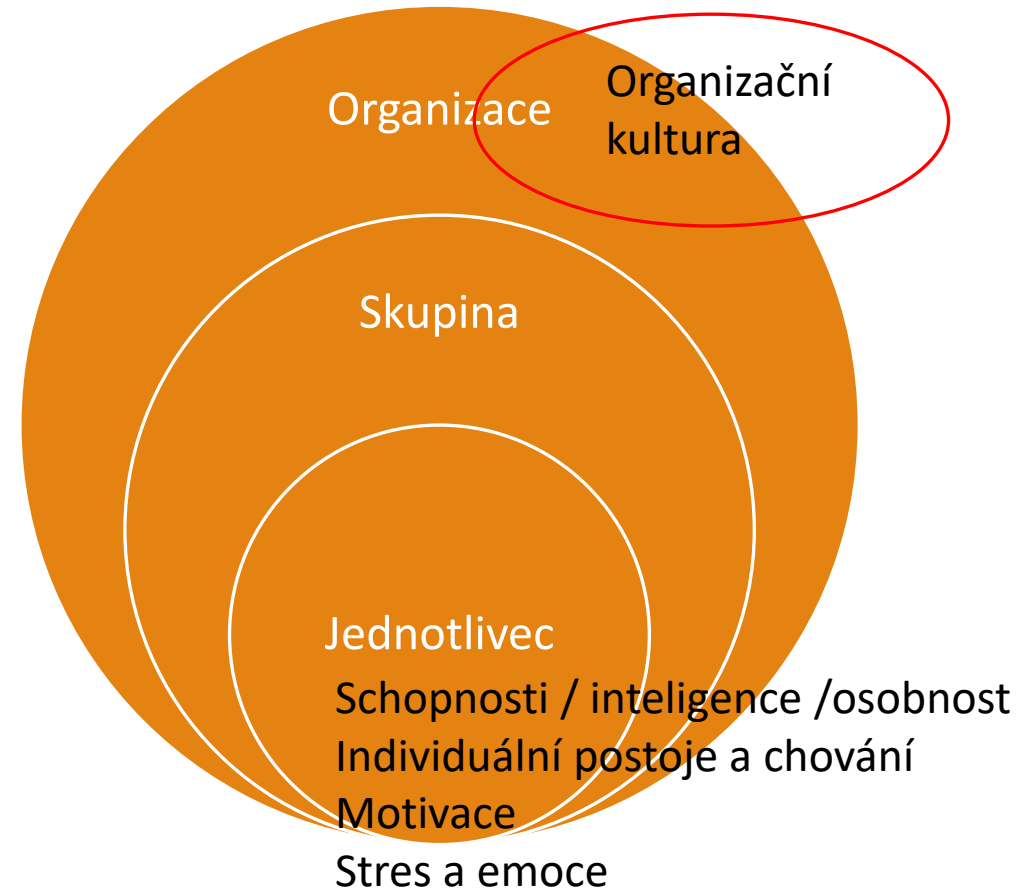 Organizace
Organizační
kultura
Skupina
Jednotlivec
Schopnosti / inteligence /osobnost
Individuální postoje a chování
Motivace
Stres a emoce